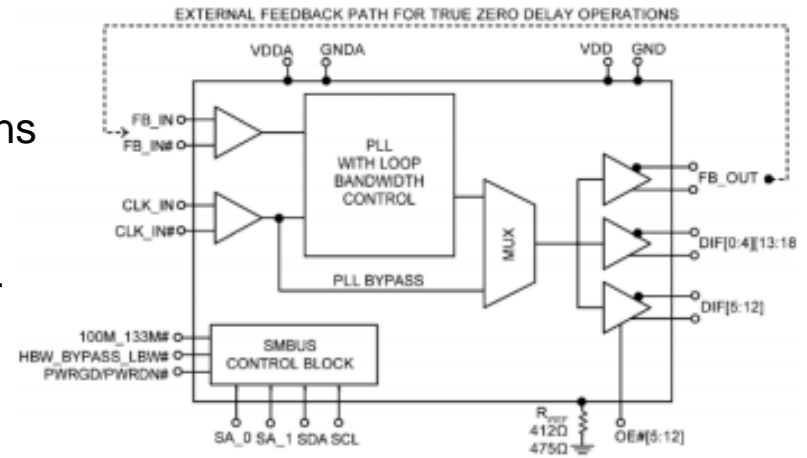 EXTERNAL FEEDBACK PATH FOR TRUE ZERO DELAY OPERATIONS
VDDA GNDA VDD GND
ns
FB_IN
FB_IN#
PLL
WITH LOOP
BANDWIDTH
CONTROL
FB_OUT
CLK_IN
CLK_IN#
MUX
DIF[0:4][13:18
PLL BYPASS
DIF[5:12]
100M_133M#
HBW_BYPASS_LBW#
PWRGD/PWRDN#
SMBUS
CONTROL BLOCK
SA_0 SA_1 SDA SCL
412Ω
475Ω
OE#[5:12]